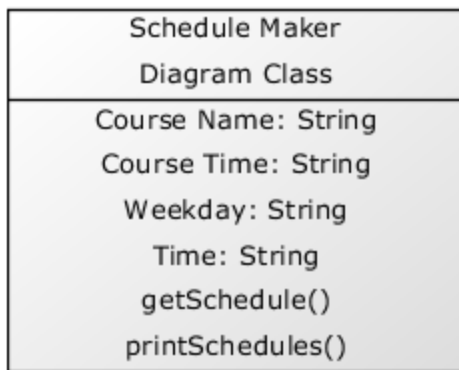 Schedule Maker
Diagram Class
Course Name: String
Course Time: String
Weekday: String
Time: String
getSchedule()
printSchedules()